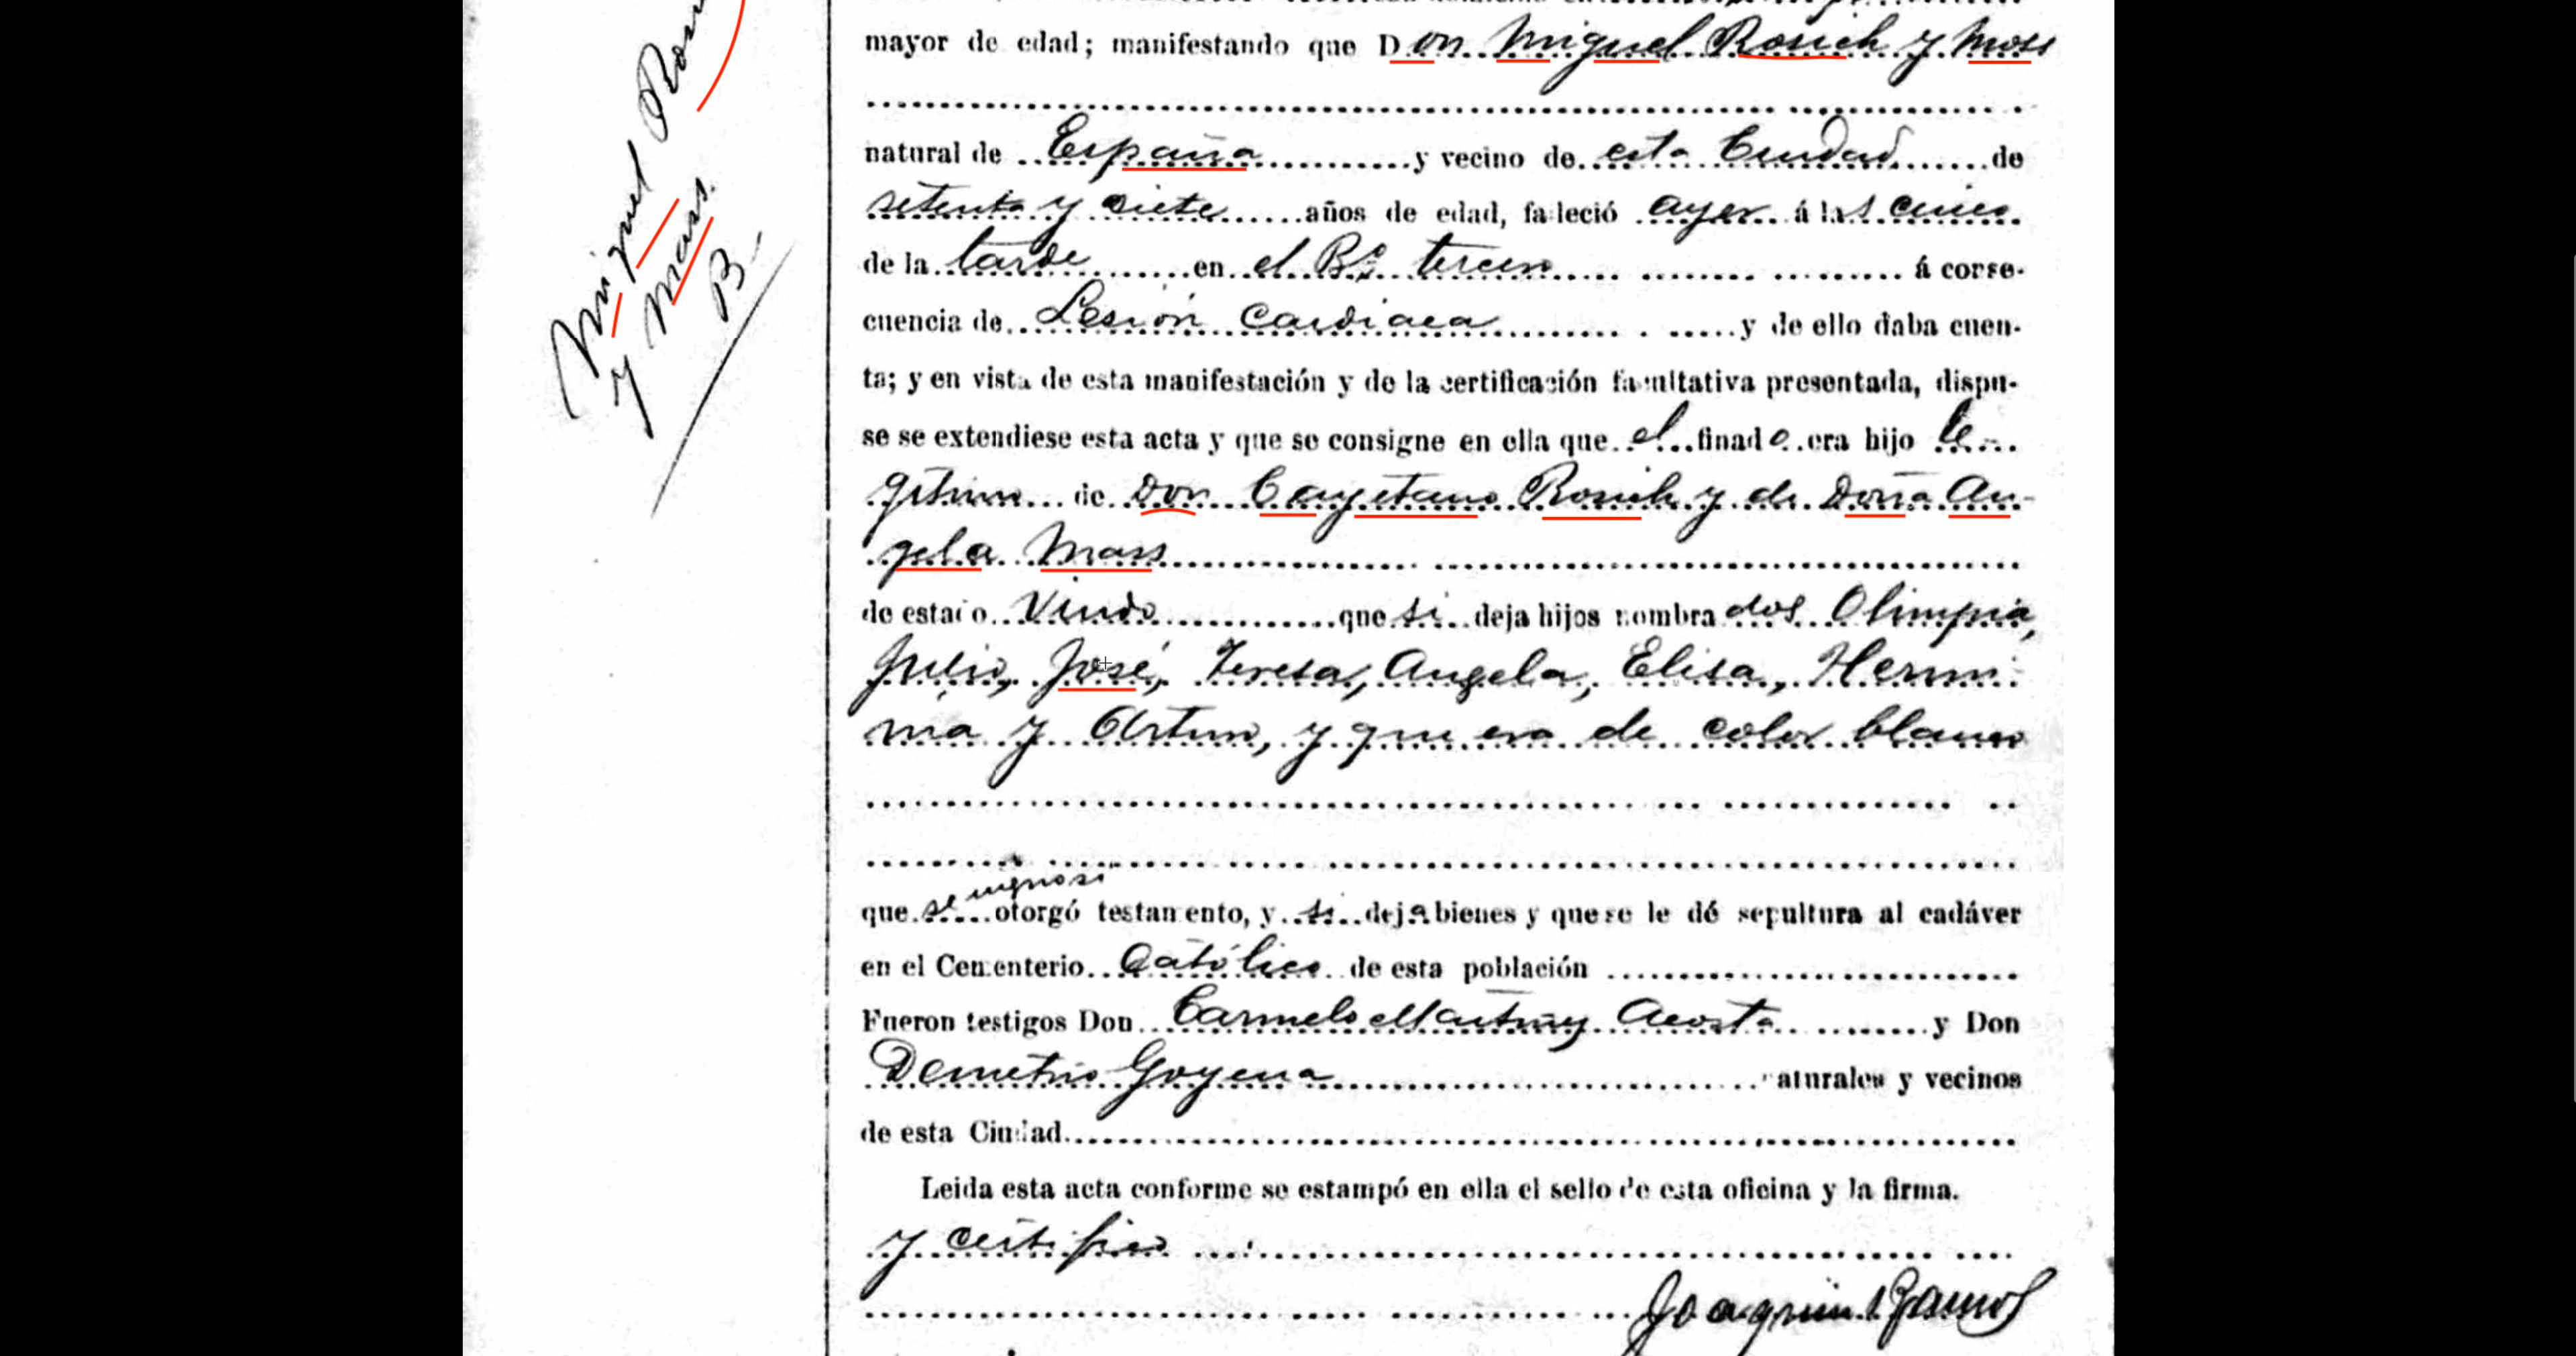 Miguel Ros
y Mass.
B.
mayor de edad; manifestando que Don Miguel Rosich y Mass
natural de España y vecino de esta Ciudad de
setenta y siete años de edad, falleció ayer á las cinco
de la tarde en el Bº tercero á conse-
cuencia de Lesión Cardiaca y de ello daba cuen-
ta; y en vista de esta manifestación y de la certificación facultativa presentada, dispu-
se se extendiese esta acta y que se consigne en ella que el finado era hijo le-
gítimo de Don Cayetano Rosich y de Doña An-
gela Mass
de estado Viudo que si deja hijos nombrados Olimpia,
Julio, José, Teresa, Angela, Elisa, Hermi-
nia y Arturo, y que era de color blanco
que se ignora si otorgó testamento, y si deja bienes y que se le dé sepultura al cadáver
en el Cementerio Católico de esta población
Fueron testigos Don Carmelo Martínez Acosta y Don
Demetrio Goyena naturales y vecinos
de esta Ciudad
Leida esta acta conforme se estampó en ella el sello de esta oficina y la firma.
y certifico
Joaquin